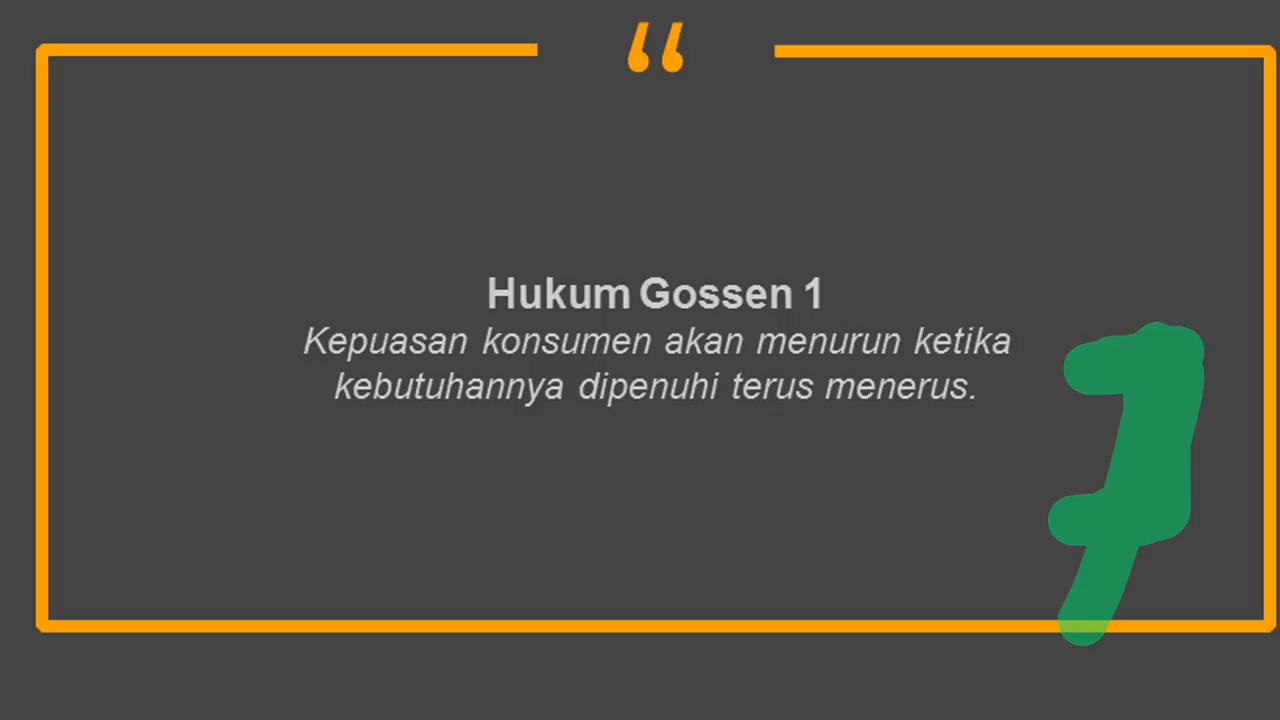 “
Hukum Gossen 1
Kepuasan konsumen akan menurun ketika
kebutuhannya dipenuhi terus menerus.